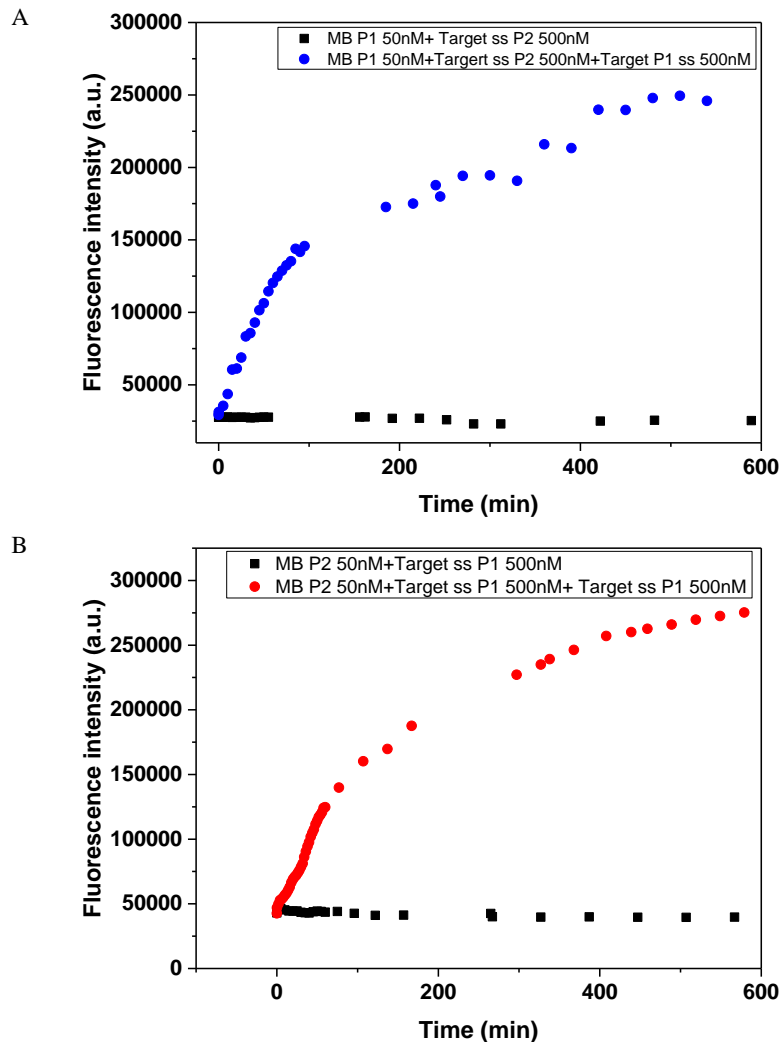 A
MB P1 50nM+ Target ss P2 500nM
MB P1 50nM+Targert ss P2 500nM+Target P1 ss 500nM
Fluorescence intensity (a.u.)
300000
250000
200000
150000
100000
50000
0
200
400
600
Time (min)
B
MB P2 50nM+Target ss P1 500nM
MB P2 50nM+Target ss P1 500nM+ Target ss P1 500nM
Fluorescence intensity (a.u.)
300000
250000
200000
150000
100000
50000
0
0
200
400
600
Time (min)